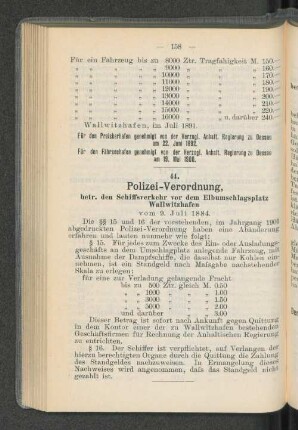 — 158 —
Für ein Fahrzeug bis zu 8000 Ztr. Tragfähigkeit M. 150.—
„ „ „ „ „ 9000 „ „ „ 160.—
„ „ „ „ „ 10000 „ „ „ 170.—
„ „ „ „ „ 11000 „ „ „ 180.—
„ „ „ „ „ 12000 „ „ „ 200.—
„ „ „ „ „ 14000 „ „ „ 210.—
„ „ „ „ „ 15000 „ „ „ 220.—
„ „ „ „ „ 16000 „ u. darüber 240.—
Wallwitzhafen, im Juli 1891.
Für den Petschierhafen genehmigt von der Herzogl. Anhalt. Regierung zu Dessau
am 22. Juni 1892.
Für den Fährseehafen genehmigt von der Herzogl. Anhalt. Regierung zu Dessau
am 19. Mai 1900.
44.
Polizei-Verordnung,
betr. den Schiffsverkehr vor dem Elbumschlagsplatz
Wallwitzhafen
vom 9. Juli 1884.
Die §§ 15 und 16 der vorstehenden, im Jahrgang 1909
abgedruckten Polizei-Verordnung haben eine Abänderung
erfahren und lauten nunmehr wie folgt:
§ 15. Für jedes zum Zwecke des Ein- oder Ausladungs-
geschäfts an dem Umschlagsplatz anlegende Fahrzeug, mit
Ausnahme der Dampfschiffe, die daselbst nur Kohlen ein-
nehmen, ist ein Standgeld nach Maßgabe nachstehender
Skala zu erlegen:
für eine zur Verladung gelangende Fracht
bis zu 500 Ztr. gleich M. 0.50
„ „ 1000 „ „ „ 1.00
„ „ 3000 „ „ „ 1.50
„ „ 5000 „ „ „ 2.00
und darüber „ 3.00
Dieser Betrag ist sofort nach Ankunft gegen Quittung
in dem Kontor einer der zu Wallwitzhafen bestehenden
Geschäftsfirmen für Rechnung der Anhaltischen Regierung
zu entrichten.
§ 16. Der Schiffer ist verpflichtet, auf Verlangen der
hierzu berechtigten Organe durch die Quittung die Zahlung
des Standgeldes nachzuweisen. In Ermangelung dieses
Nachweises wird angenommen, daß das Standgeld nicht
gezahlt ist.